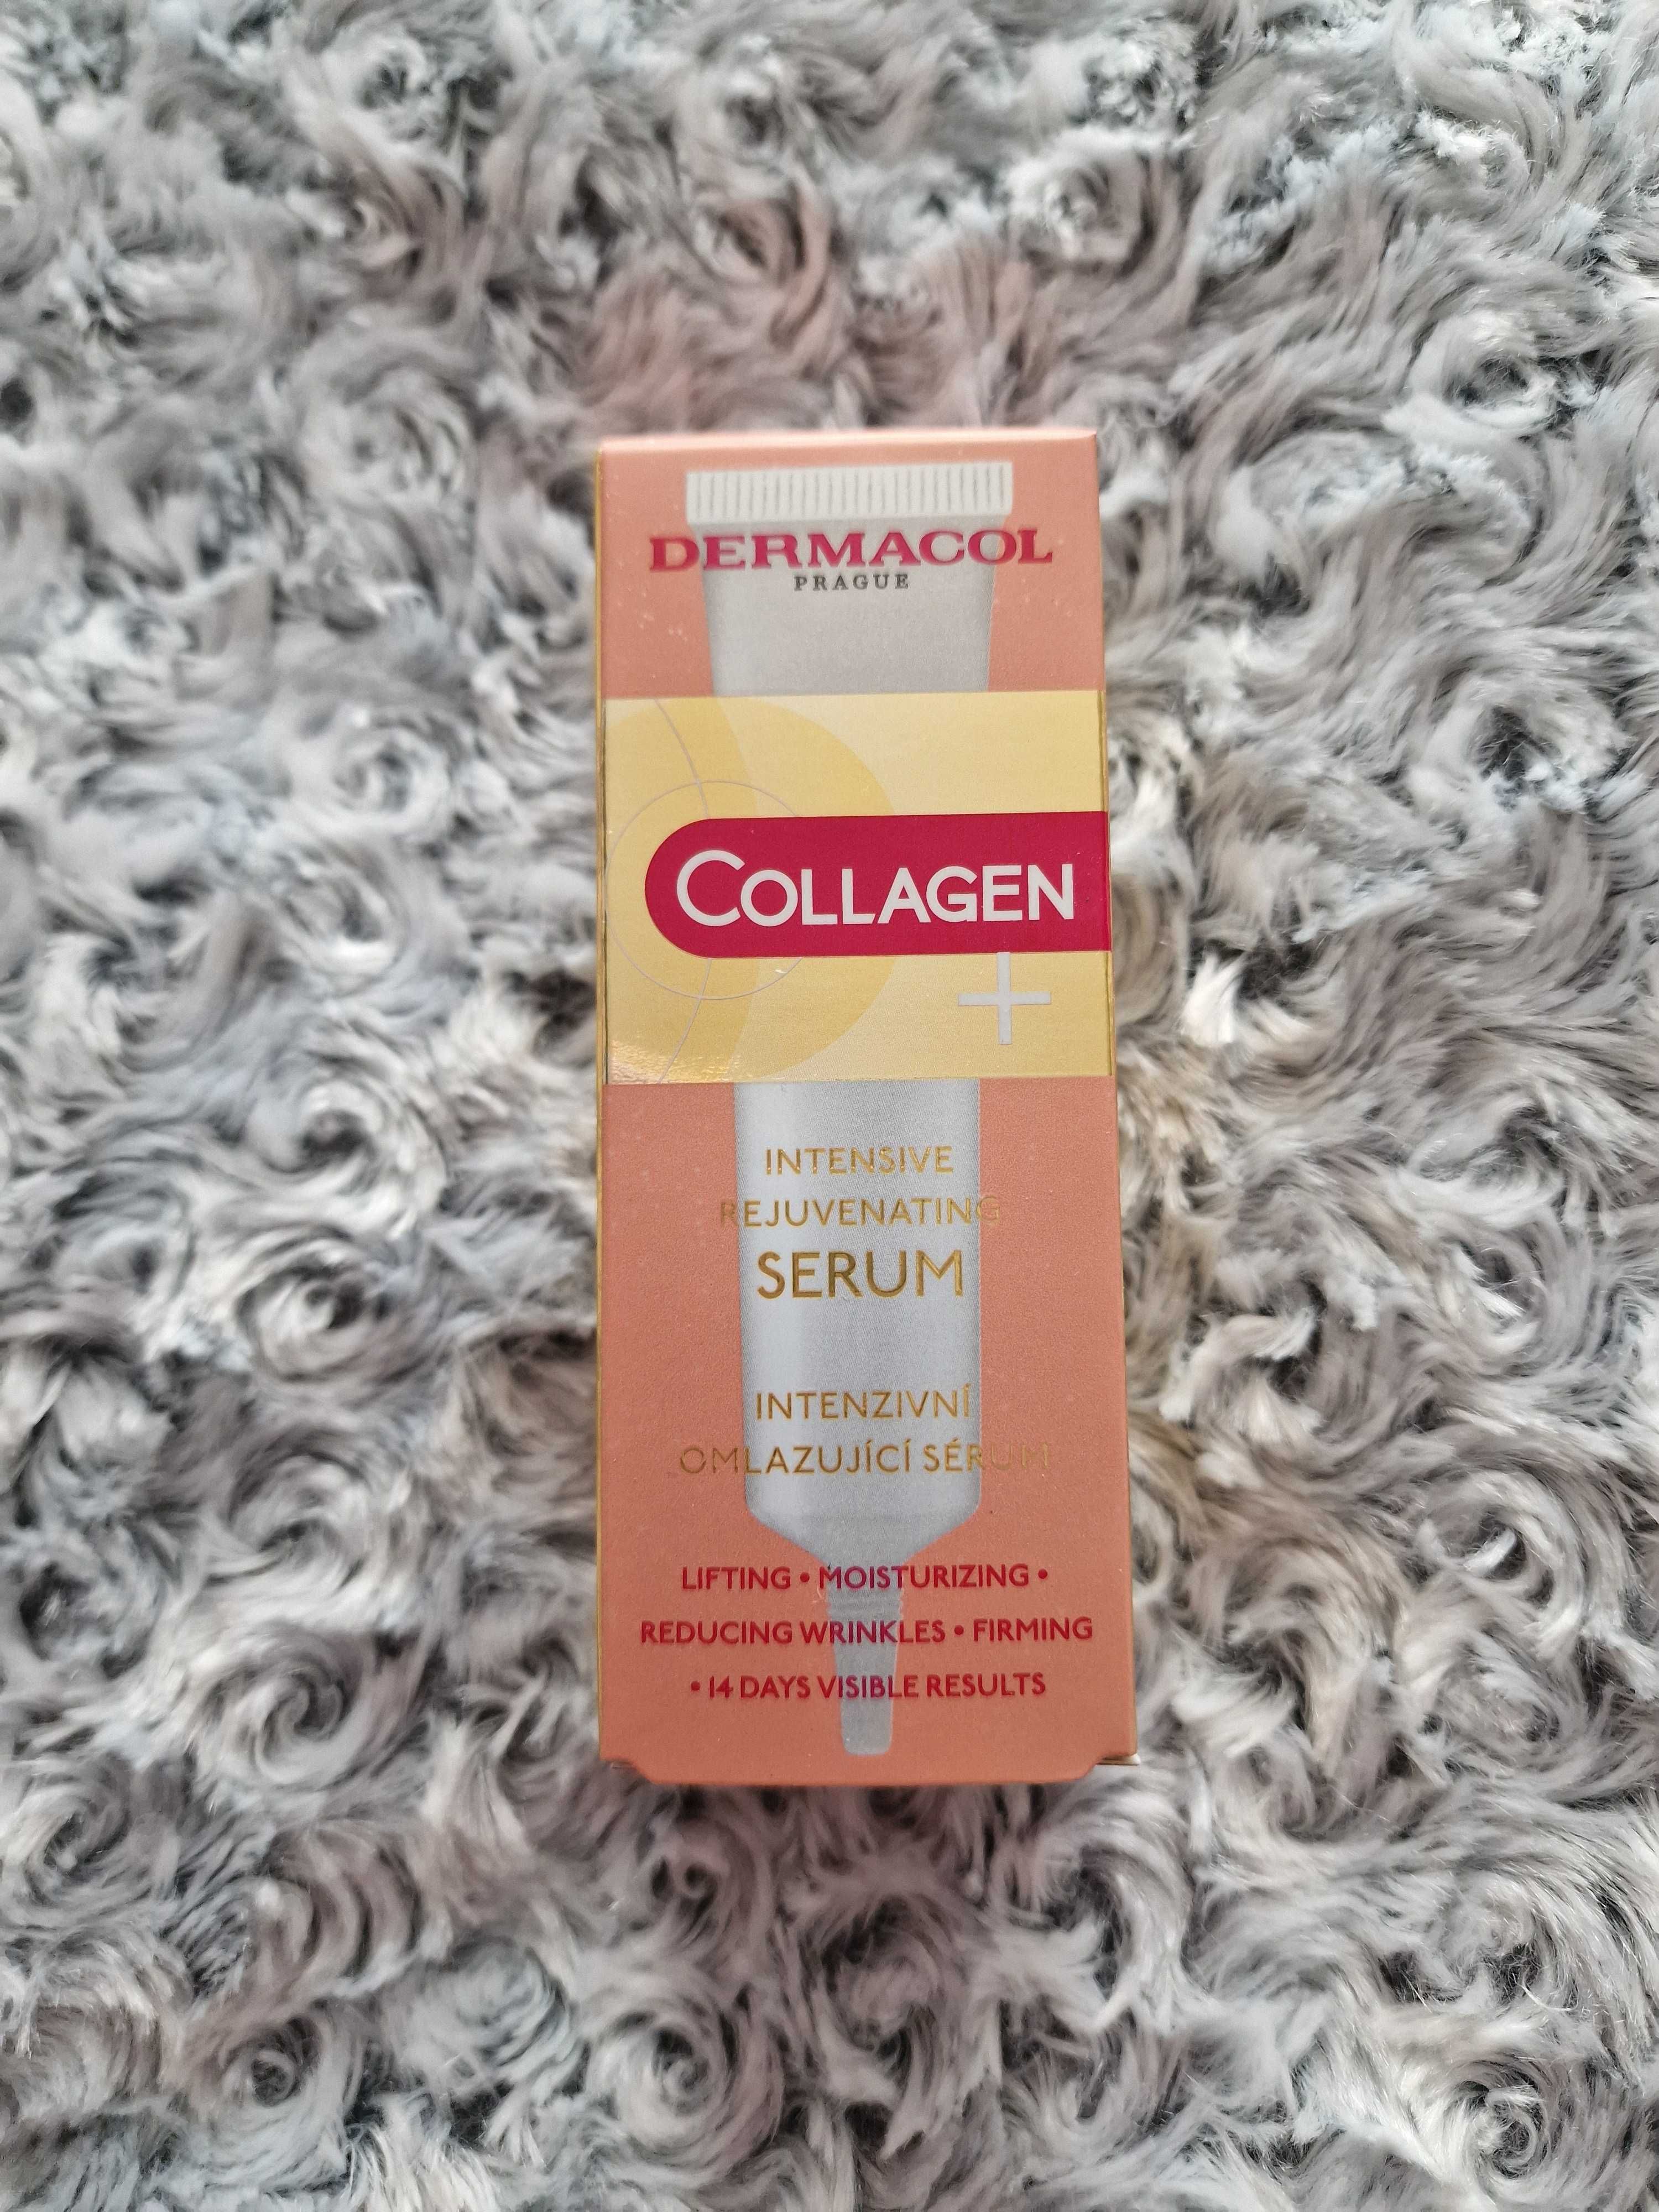 DERMACOL
PRAGUE
COLLAGEN
+
INTENSIVE
REJUVENATING
SERUM
INTENZIVNÍ
OMLAZUJÍCÍ SÉRUM
LIFTING • MOISTURIZING •
REDUCING WRINKLES • FIRMING
• 14 DAYS VISIBLE RESULTS